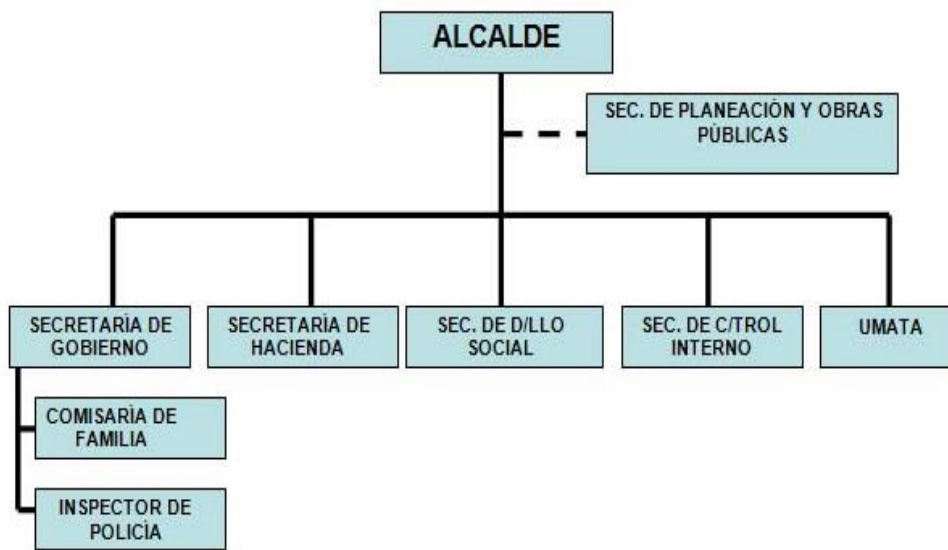 ALCALDE
SEC. DE PLANEACIÓN Y OBRAS
PÚBLICAS
SECRETARÌA DE
GOBIERNO
SECRETARÌA DE
HACIENDA
SEC. DE D/LLO
SOCIAL
SEC. DE C/TROL
INTERNO
UMATA
COMISARÌA DE
FAMILIA
INSPECTOR DE
POLICÌA